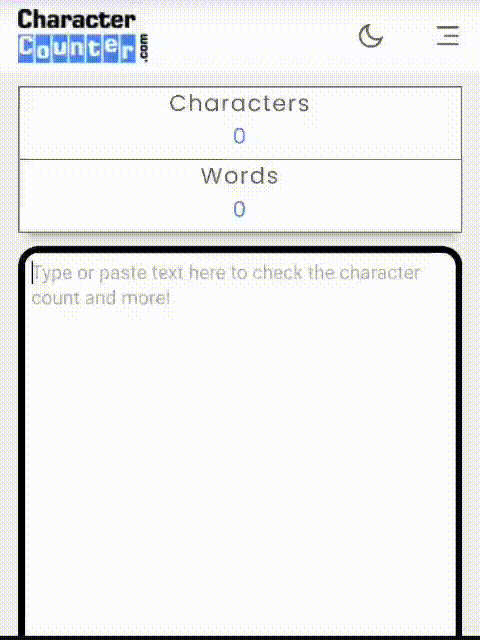 Character
Counter.com
Characters
0
Words
0
Type or paste text here to check the character
count and more!